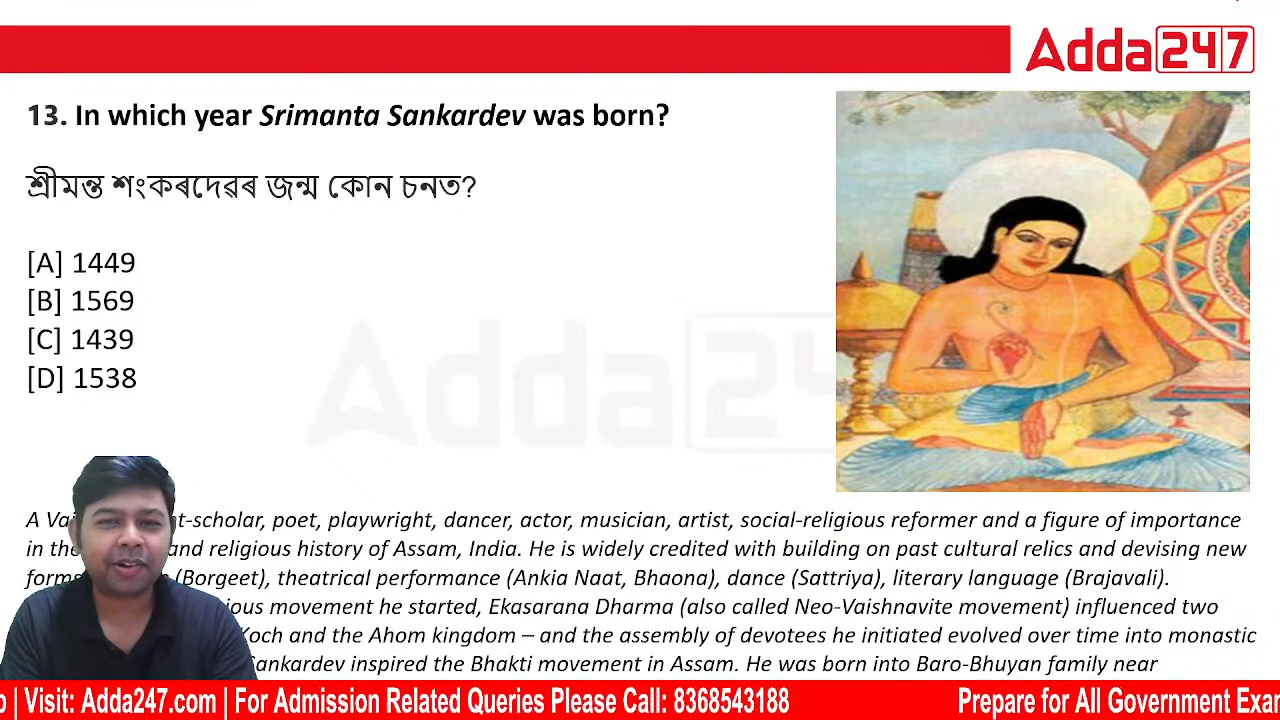 Adda247
13. In which year Srimanta Sankardev was born?
শ্ৰীমন্ত শংকৰদেৱৰ জন্ম কোন চনত?
[A] 1449
[B] 1569
[C] 1439
[D] 1538
Adda247
A t-scholar, poet, playwright, dancer, actor, musician, artist, social-religious reformer and a figure of importance
in the and religious history of Assam, India. He is widely credited with building on past cultural relics and devising new
forms (Borgeet), theatrical performance (Ankia Naat, Bhaona), dance (Sattriya), literary language (Brajavali).
movement he started, Ekasarana Dharma (also called Neo-Vaishnavite movement) influenced two
Koch and the Ahom kingdom – and the assembly of devotees he initiated evolved over time into monastic
Sankardev inspired the Bhakti movement in Assam. He was born into Baro-Bhuyan family near
| Visit: Adda247.com | For Admission Related Queries Please Call: 8368543188 Prepare for All Government